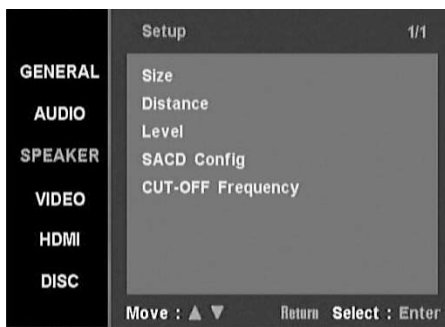 Setup 1/1
GENERAL
AUDIO
SPEAKER
VIDEO
HDMI
DISC
Size
Distance
Level
SACD Config
CUT-OFF Frequency
Move : ▲ ▼ Return Select : Enter